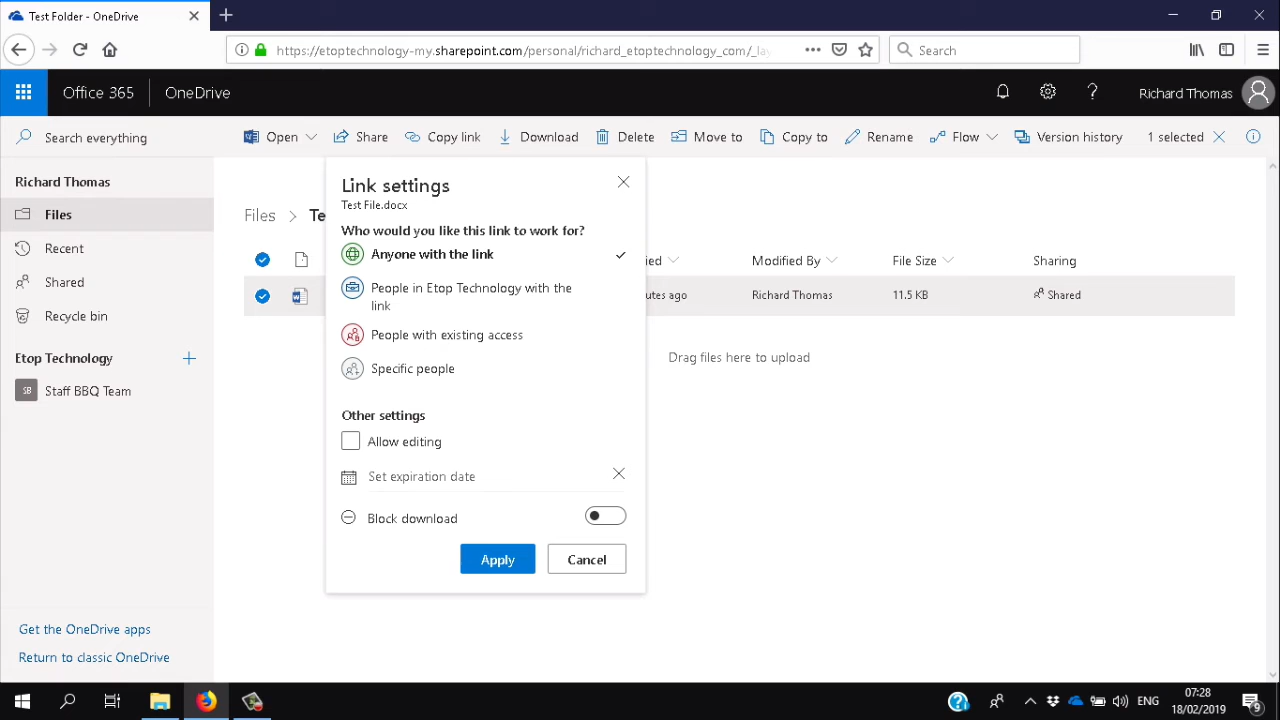 Test Folder - OneDrive
https://etoptechnology-my.sharepoint.com/personal/richard_etoptechnology_com/_la
Search
Office 365
OneDrive
Richard Thomas
Search everything
Open
Share
Copy link
Download
Delete
Move to
Copy to
Rename
Flow
Version history
1 selected
Richard Thomas
Files
Recent
Shared
Recycle bin
Etop Technology
SB Staff BBQ Team
Get the OneDrive apps
Return to classic OneDrive
Files > Te
Link settings
Test File.docx
Who would you like this link to work for?
Anyone with the link
People in Etop Technology with the
link
People with existing access
Specific people
Other settings
Allow editing
Set expiration date
Block download
Apply
Cancel
ied
Modified By
File Size
Sharing
utes ago
Richard Thomas
11.5 KB
Shared
Drag files here to upload
ENG
07:28
18/02/2019
9